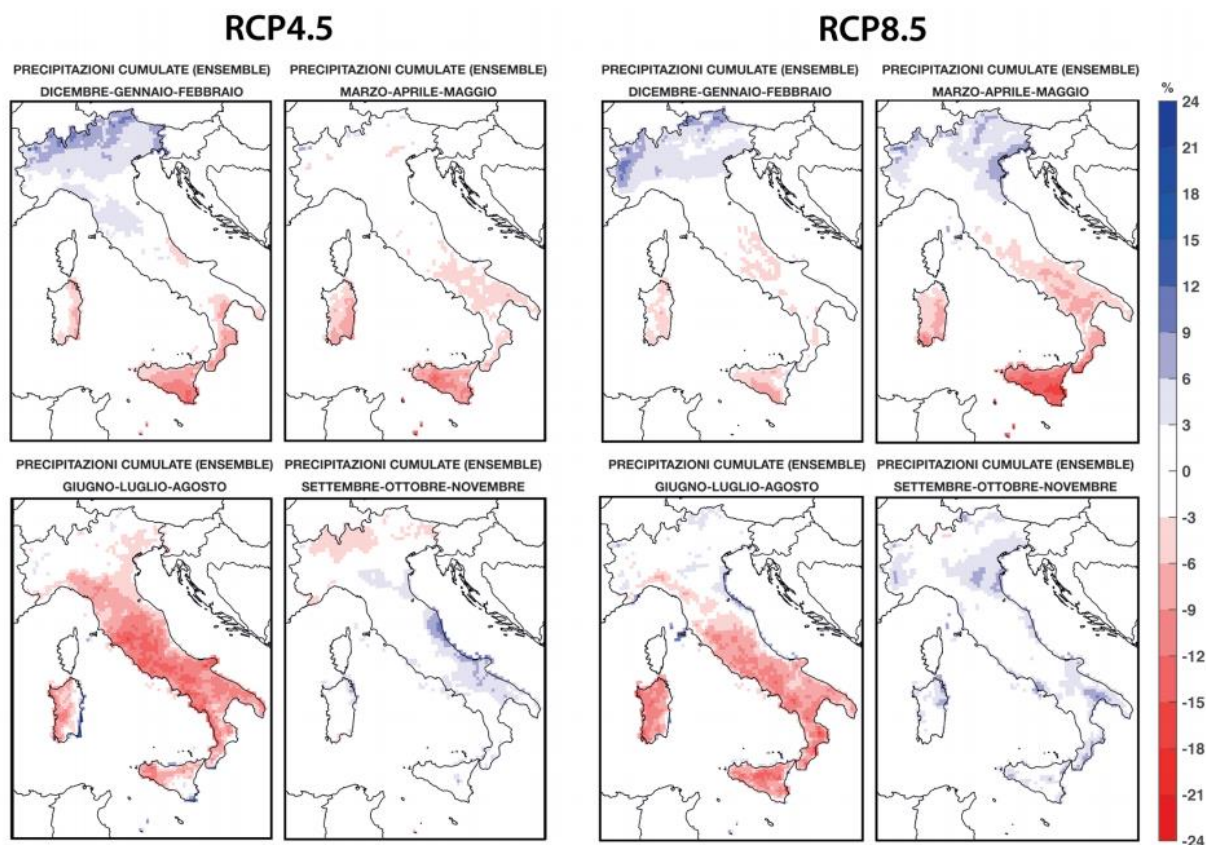 RCP4.5
RCP8.5
PRECIPITAZIONI CUMULATE (ENSEMBLE)
DICEMBRE-GENNAIO-FEBBRAIO
PRECIPITAZIONI CUMULATE (ENSEMBLE)
MARZO-APRILE-MAGGIO
PRECIPITAZIONI CUMULATE (ENSEMBLE)
DICEMBRE-GENNAIO-FEBBRAIO
PRECIPITAZIONI CUMULATE (ENSEMBLE)
MARZO-APRILE-MAGGIO
PRECIPITAZIONI CUMULATE (ENSEMBLE)
GIUGNO-LUGLIO-AGOSTO
PRECIPITAZIONI CUMULATE (ENSEMBLE)
SETTEMBRE-OTTOBRE-NOVEMBRE
PRECIPITAZIONI CUMULATE (ENSEMBLE)
GIUGNO-LUGLIO-AGOSTO
PRECIPITAZIONI CUMULATE (ENSEMBLE)
SETTEMBRE-OTTOBRE-NOVEMBRE
%
24
21
18
15
12
9
6
3
0
-3
-6
-9
-12
-15
-18
-21
-24